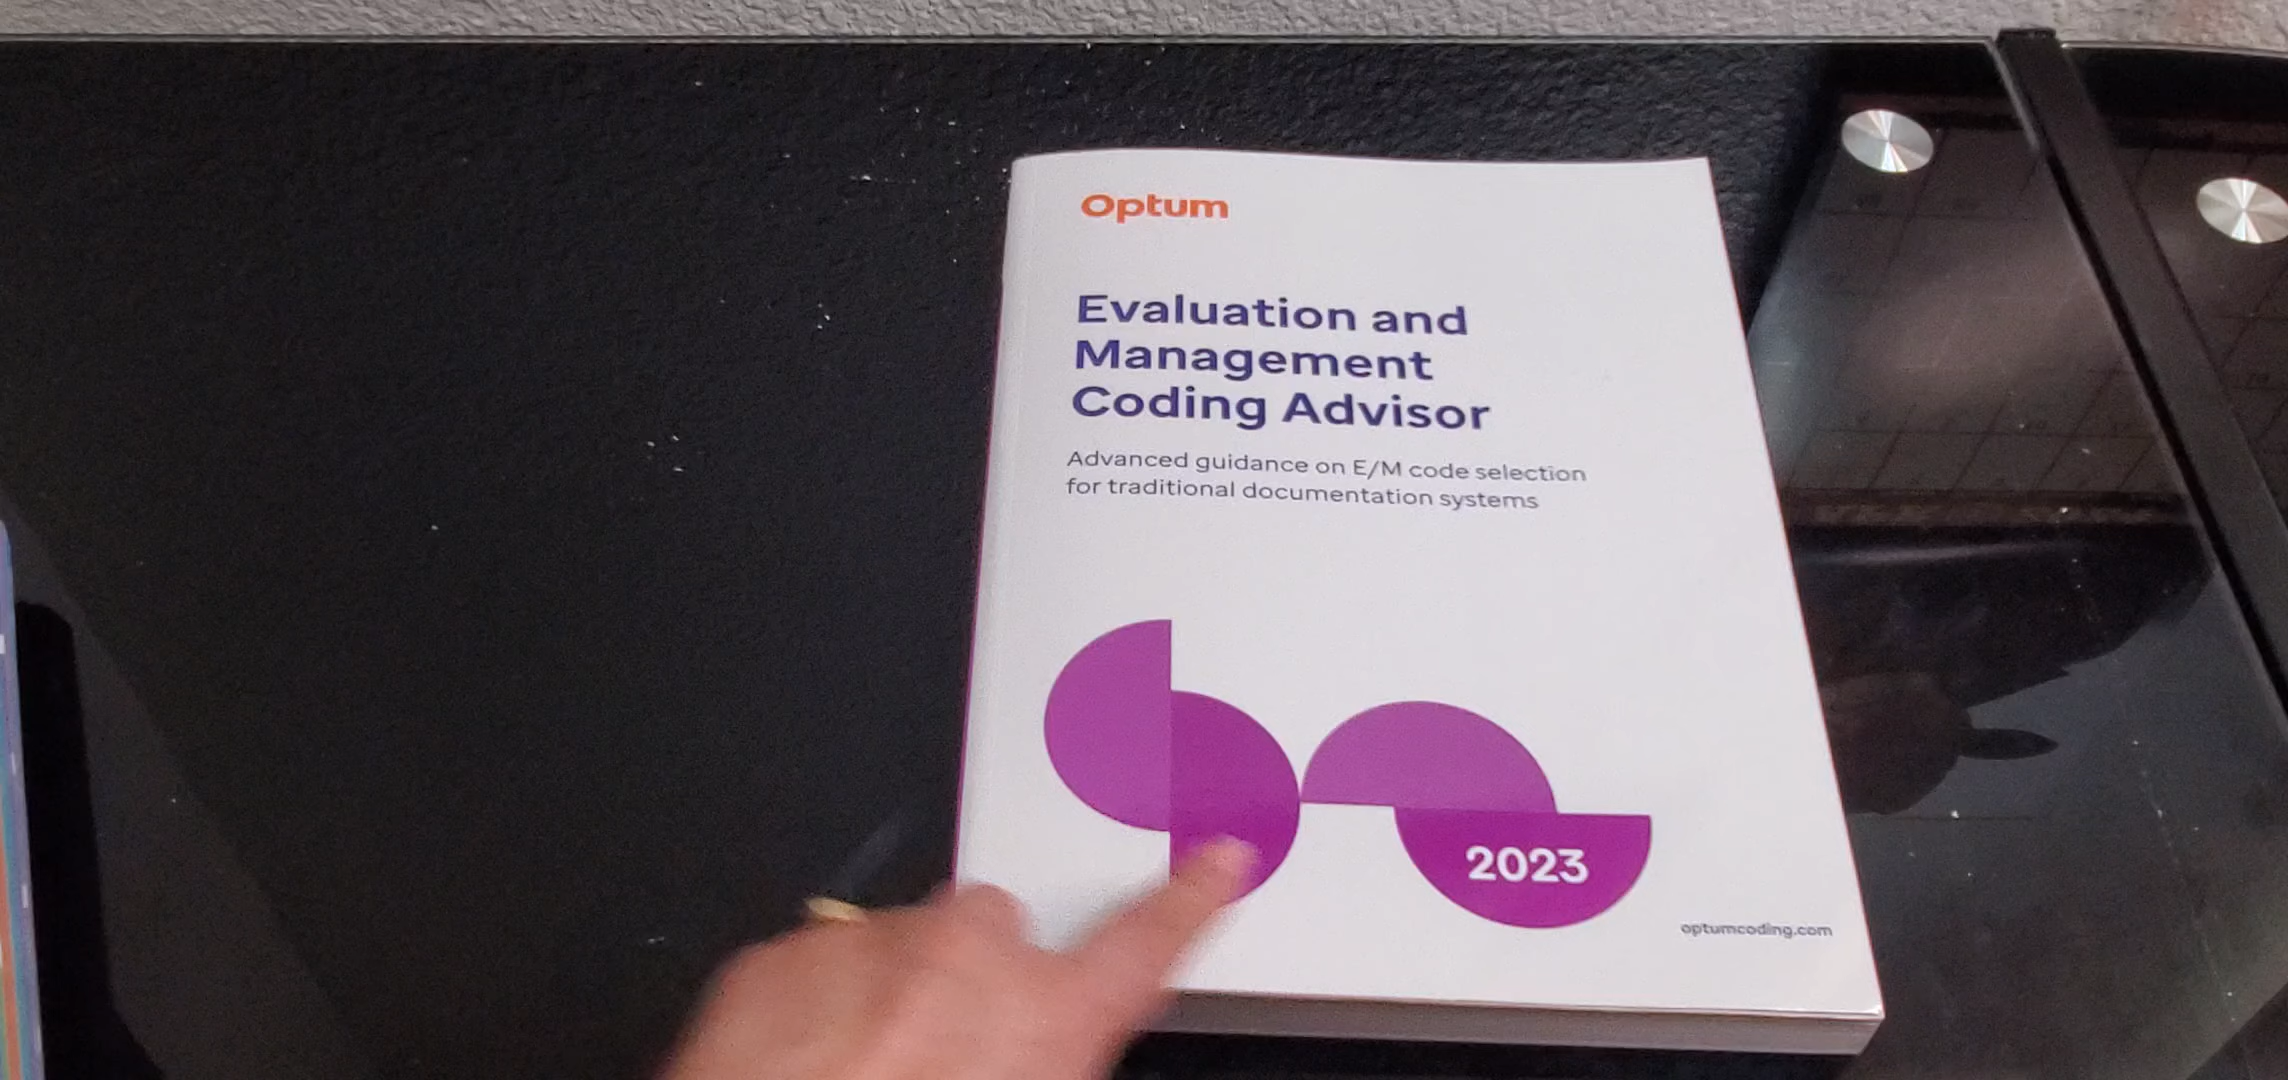 Optum
Evaluation and
Management
Coding Advisor
Advanced guidance on E/M code selection
for traditional documentation systems
2023
optumcoding.com